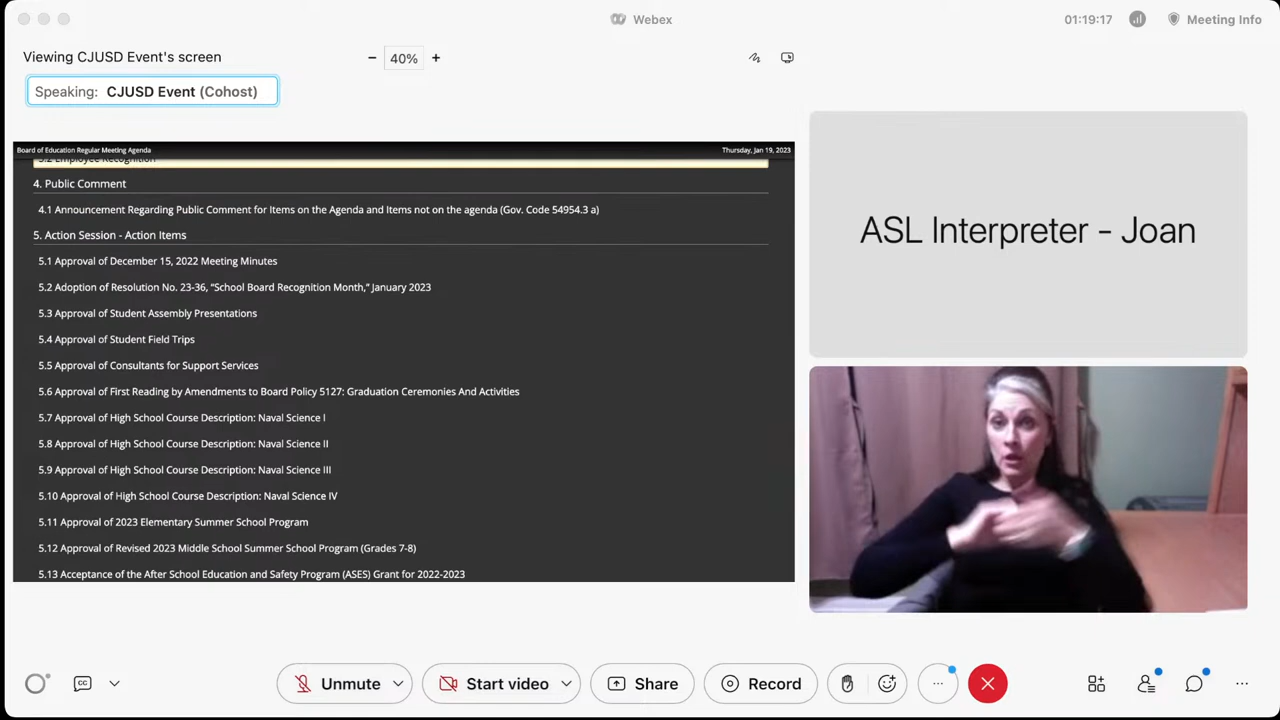 Webex
01:19:17
Meeting Info
Viewing CJUSD Event's screen
40%
Speaking: CJUSD Event (Cohost)
Board of Education Regular Meeting Agenda
Thursday, Jan 19, 2023
3.2 Employee Recognition
4. Public Comment
4.1 Announcement Regarding Public Comment for Items on the Agenda and Items not on the agenda (Gov. Code 54954.3 a)
5. Action Session - Action Items
5.1 Approval of December 15, 2022 Meeting Minutes
5.2 Adoption of Resolution No. 23-36, “School Board Recognition Month,” January 2023
5.3 Approval of Student Assembly Presentations
5.4 Approval of Student Field Trips
5.5 Approval of Consultants for Support Services
5.6 Approval of First Reading by Amendments to Board Policy 5127: Graduation Ceremonies And Activities
5.7 Approval of High School Course Description: Naval Science I
5.8 Approval of High School Course Description: Naval Science II
5.9 Approval of High School Course Description: Naval Science III
5.10 Approval of High School Course Description: Naval Science IV
5.11 Approval of 2023 Elementary Summer School Program
5.12 Approval of Revised 2023 Middle School Summer School Program (Grades 7-8)
5.13 Acceptance of the After School Education and Safety Program (ASES) Grant for 2022-2023
ASL Interpreter - Joan
CC
Unmute
Start video
Share
Record